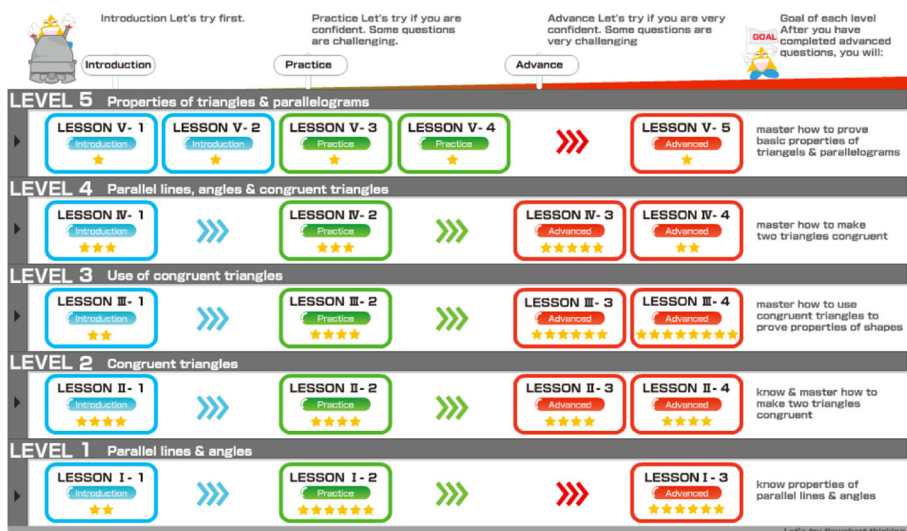 Introduction Let's try first.
Practice Let's try if you are
confident. Some questions
are challenging.
Advance Let's try if you are very
confident. Some questions are
very challenging
Goal of each level
After you have
completed advanced
questions, you will:
GOAL
Introduction
Practice
Advance
LEVEL 5 Properties of triangles & parallelograms
LESSON V- 1
Introduction
LESSON V- 2
Introduction
LESSON V- 3
Practice
LESSON V- 4
Practice
LESSON V- 5
Advanced
master how to prove
basic properties of
triangels & parallelograms
LEVEL 4 Parallel lines, angles & congruent triangles
LESSON Ⅳ- 1
Introduction
LESSON Ⅳ- 2
Practice
LESSON Ⅳ- 3
Advanced
LESSON Ⅳ- 4
Advanced
master how to make
two triangles congruent
LEVEL 3 Use of congruent triangles
LESSON Ⅲ- 1
Introduction
LESSON Ⅲ- 2
Practice
LESSON Ⅲ- 3
Advanced
LESSON Ⅲ- 4
Advanced
master how to use
congruent triangles to
prove properties of shapes
LEVEL 2 Congruent triangles
LESSON Ⅱ- 1
Introduction
LESSON Ⅱ- 2
Practice
LESSON Ⅱ- 3
Advanced
LESSON Ⅱ- 4
Advanced
know & master how to
make two triangles
congruent
LEVEL 1 Parallel lines & angles
LESSON Ⅰ- 1
Introduction
LESSON Ⅰ- 2
Practice
LESSON Ⅰ- 3
Advanced
know properties of
parallel lines & angles